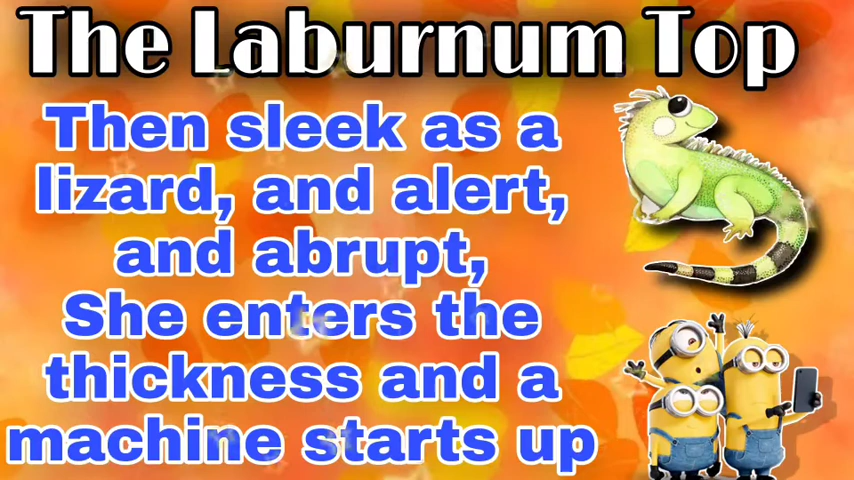 The Laburnum Top
Then sleek as a
lizard, and alert,
and abrupt,
She enters the
thickness and a
machine starts up